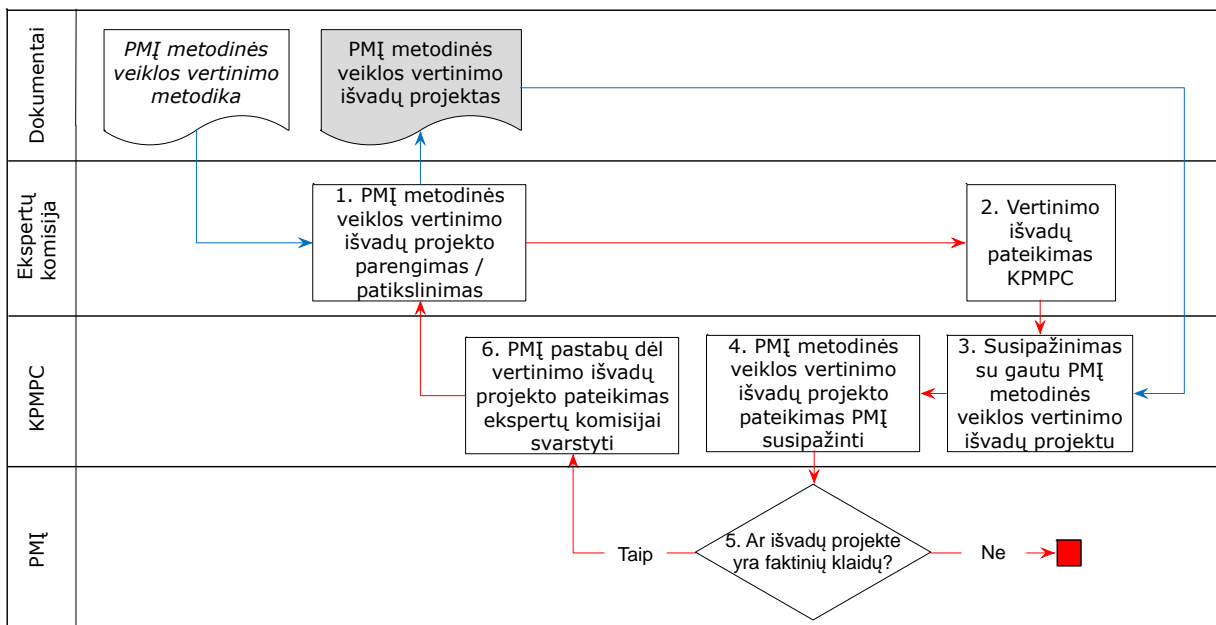 Dokumentai
PMĮ metodinės
veiklos vertinimo
metodika
PMĮ metodinės
veiklos vertinimo
išvadų projektas
Ekspertų
komisija
1. PMĮ metodinės
veiklos vertinimo
išvadų projekto
parengimas /
patikslinimas
2. Vertinimo
išvadų
pateikimas
KPMPC
KPMPC
6. PMĮ pastabų dėl
vertinimo išvadų
projekto pateikimas
ekspertų komisijai
svarstyti
4. PMĮ metodinės
veiklos vertinimo
išvadų projekto
pateikimas PMĮ
susipažinti
3. Susipažinimas
su gautu PMĮ
metodinės
veiklos vertinimo
išvadų projektu
PMĮ
Taip
5. Ar išvadų projekte
yra faktinių klaidų?
Ne